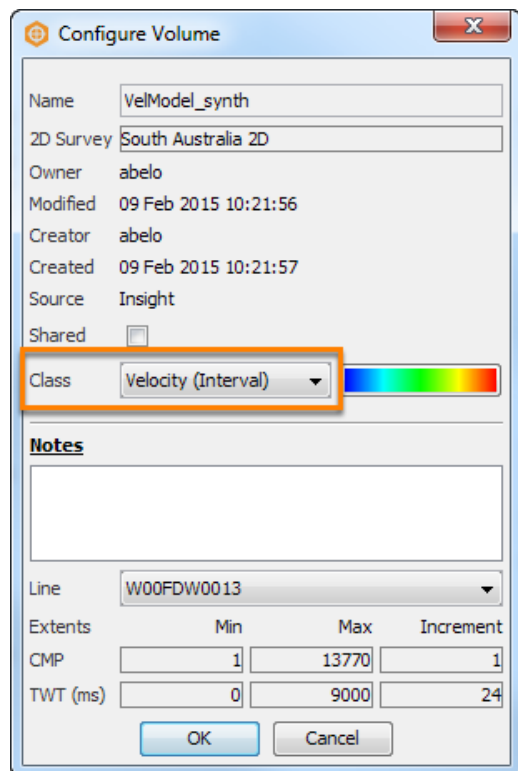 Configure Volume
Name VelModel_synth
2D Survey South Australia 2D
Owner abelo
Modified 09 Feb 2015 10:21:56
Creator abelo
Created 09 Feb 2015 10:21:57
Source Insight
Shared
Class Velocity (Interval)
Notes
Line W00FDW0013
Extents Min Max Increment
CMP 1 13770 1
TWT (ms) 0 9000 24
OK Cancel